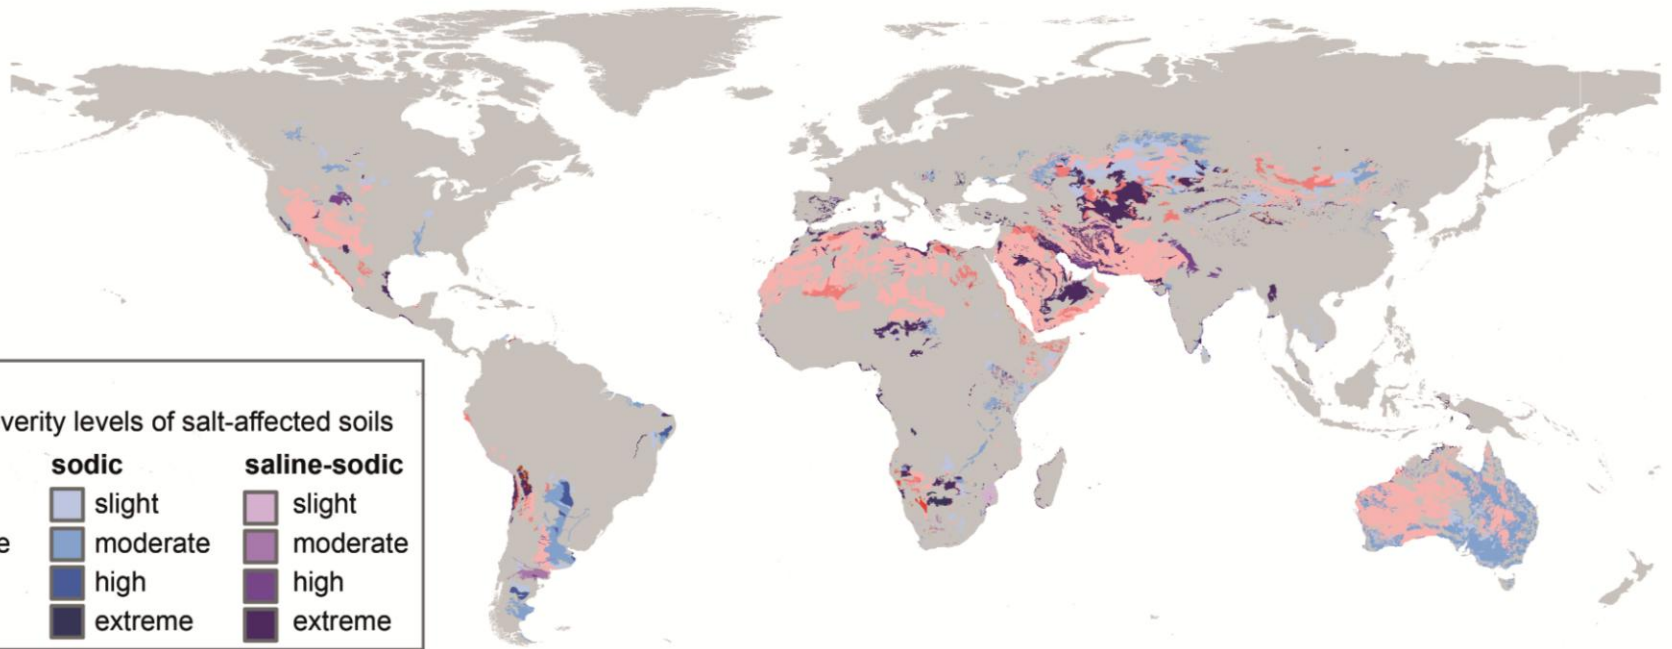 verity levels of salt-affected soils
sodic saline-sodic
slight slight
e moderate moderate
high high
extreme extreme